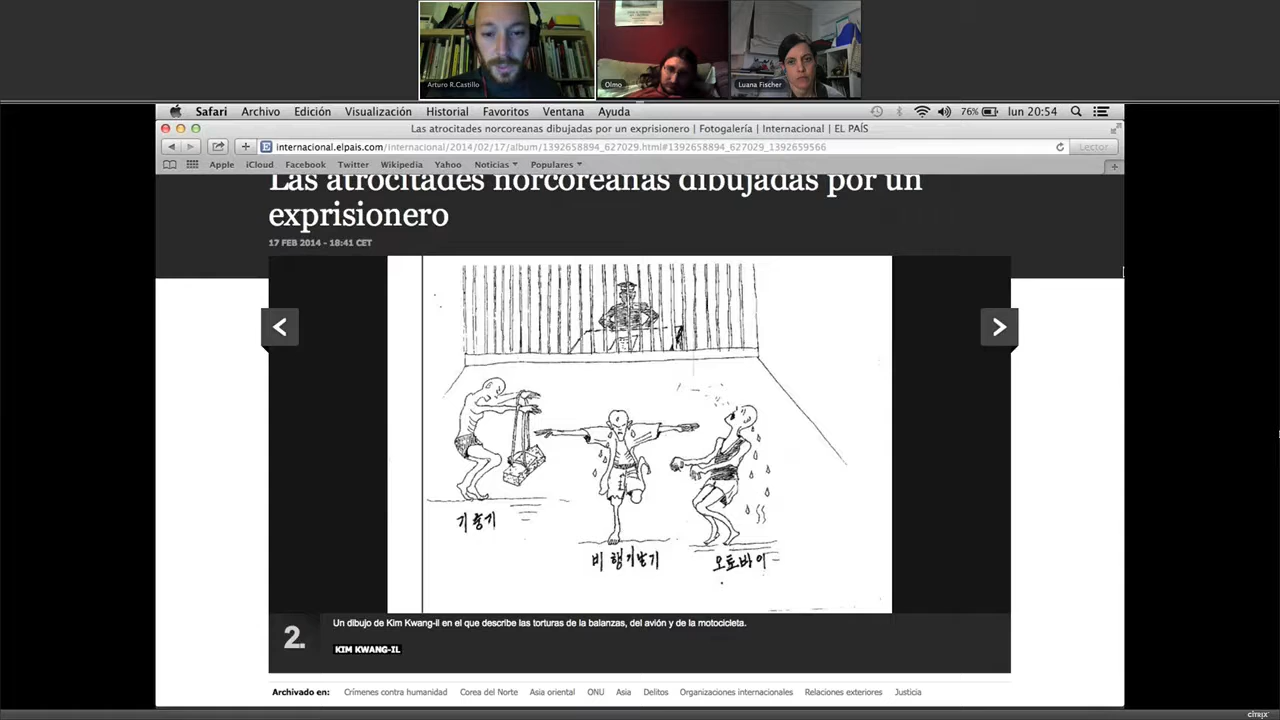 Arturo R.Castillo
Olmo
Luana Fischer
Safari Archivo Edición Visualización Historial Favoritos Ventana Ayuda 76% lun 20:54
Las atrocitades norcoreanas dibujadas por un exprisionero | Fotogalería | Internacional | EL PAÍS
internacional.elpais.com/internacional/2014/02/17/album/1392658894_627029.html#1392658894_627029_1392659566 Lector
Apple iCloud Facebook Twitter Wikipedia Yahoo Noticias Populares
Las atrocitades norcoreanas dibujadas por un
exprisionero
17 FEB 2014 - 18:41 CET
기중기
비행기날기
오토바이
2.
Un dibujo de Kim Kwang-il en el que describe las torturas de la balanzas, del avión y de la motocicleta.
KIM KWANG-IL
Archivado en: Crímenes contra humanidad Corea del Norte Asia oriental ONU Asia Delitos Organizaciones internacionales Relaciones exteriores Justicia
CITRIX